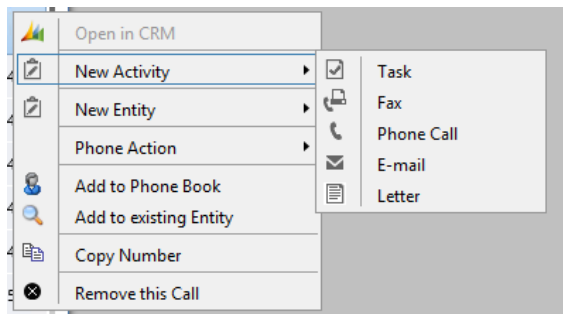 Open in CRM
New Activity
New Entity
Phone Action
Add to Phone Book
Add to existing Entity
Copy Number
Remove this Call
Task
Fax
Phone Call
E-mail
Letter